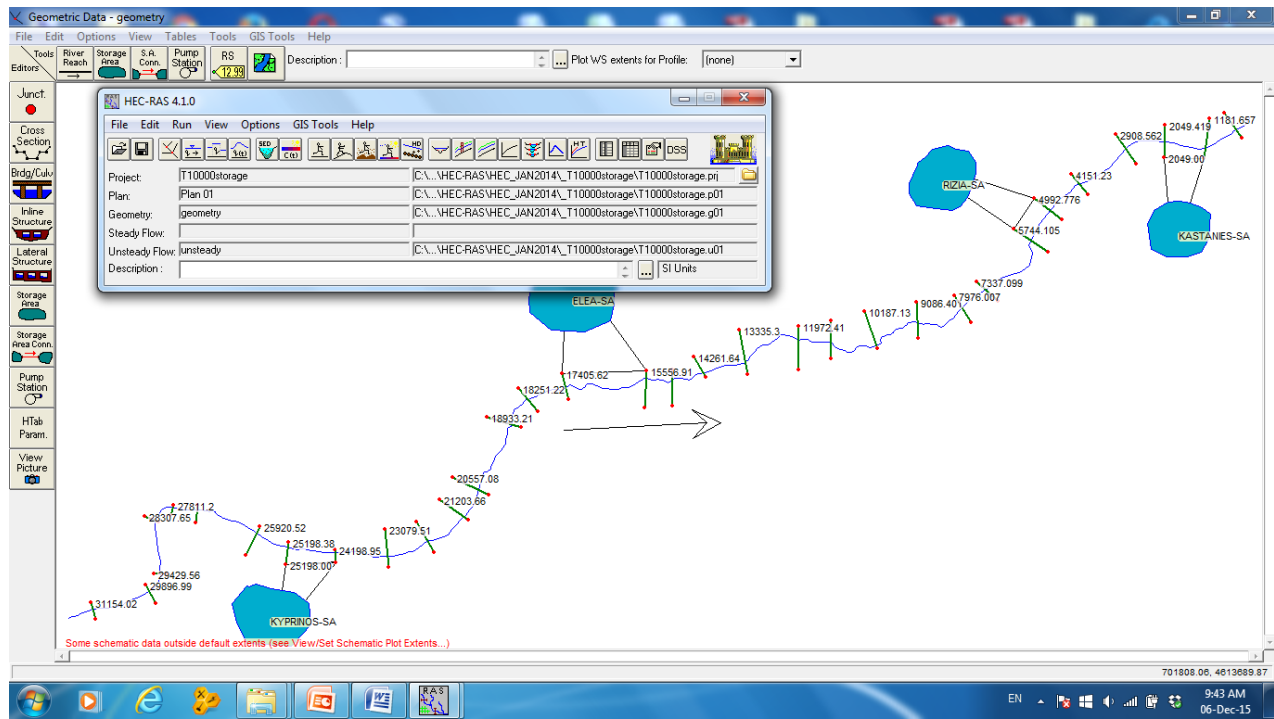 Geometric Data - geometry
File Edit Options View Tables Tools GIS Tools Help
Tools
Editors
River Reach
Storage Area
S.A. Conn.
Pump Station
RS
12.99
Description :
...
Plot WS extents for Profile:
(none)
Junct.
Cross Section
Brdg/Culv
Inline Structure
Lateral Structure
Storage Area
Storage Area Conn.
Pump Station
HTab Param.
View Picture
HEC-RAS 4.1.0
File Edit Run View Options GIS Tools Help
DSS
Project: T10000storage C:\...\HEC-RAS\HEC_JAN2014\_T10000storage\T10000storage.prj
Plan: Plan 01 C:\...\HEC-RAS\HEC_JAN2014\_T10000storage\T10000storage.p01
Geometry: geometry C:\...\HEC-RAS\HEC_JAN2014\_T10000storage\T10000storage.g01
Steady Flow:
Unsteady Flow: unsteady C:\...\HEC-RAS\HEC_JAN2014\_T10000storage\T10000storage.u01
Description : ... SI Units
1181.657
2049.419
2908.562
2049.00
4151.23
RIZIA-SA
4992.776
5744.105
KASTANIES-SA
7337.099
7976.007
9086.40
10187.13
11972.41
13335.3
ELEA-SA
14261.64
15556.91
17405.62
18251.22
18933.21
20557.08
21203.66
23079.51
27811.2
28307.65
25920.52
25198.38
24198.95
25198.00
29429.56
29896.99
31154.02
KYPRINOS-SA
Some schematic data outside default extents (see View/Set Schematic Plot Extents...)
701808.06, 4613689.87
RAS
EN
9:43 AM
06-Dec-15